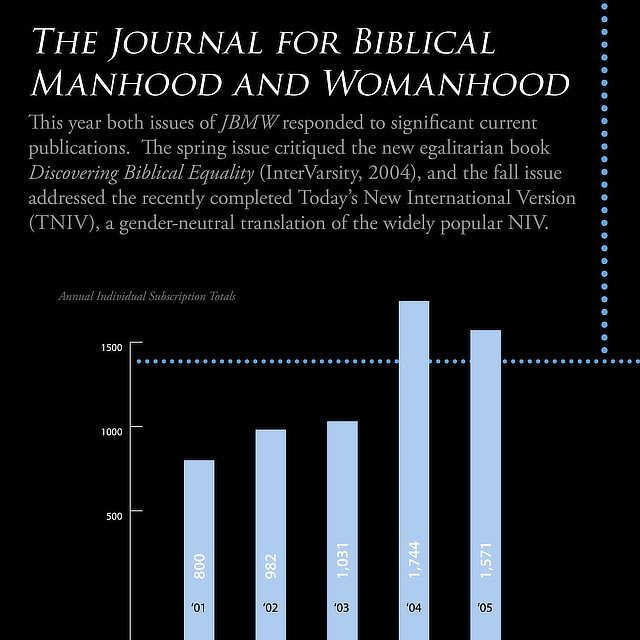 The Journal for Biblical
Manhood and Womanhood
This year both issues of JBMW responded to significant current
publications.  The spring issue critiqued the new egalitarian book
Discovering Biblical Equality (InterVarsity, 2004), and the fall issue
addressed the recently completed Today’s New International Version
(TNIV), a gender-neutral translation of the widely popular NIV.
Annual Individual Subscription Totals
1500
1000
500
800
982
1,031
1,744
1,571
‘01
‘02
‘03
‘04
‘05